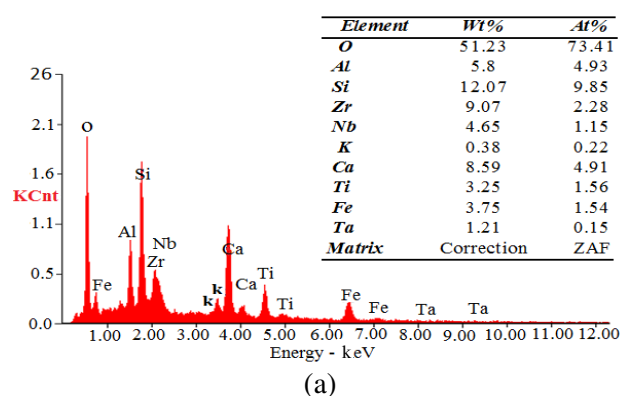 Element Wt% At%
O 51.23 73.41
Al 5.8 4.93
Si 12.07 9.85
Zr 9.07 2.28
Nb 4.65 1.15
K 0.38 0.22
Ca 8.59 4.91
Ti 3.25 1.56
Fe 3.75 1.54
Ta 1.21 0.15
Matrix Correction ZAF
26
2.1
1.6
KCnt
1.1
0.5
0.0
O
Fe
Al
Si
Nb
Zr
k
k
Ca
Ca
Ti
Ti
Fe
Fe
Ta
Ta
1.00 2.00 3.00 4.00 5.00 6.00 7.00 8.00 9.00 10.00 11.00 12.00
Energy - keV
(a)